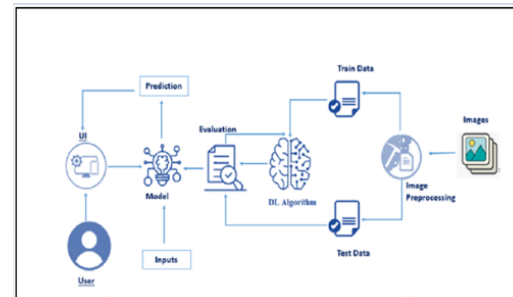 Train Data
Prediction
Images
UI
Evaluation
Model
DL Algorithm
Image
Preprocessing
Inputs
User
Test Data